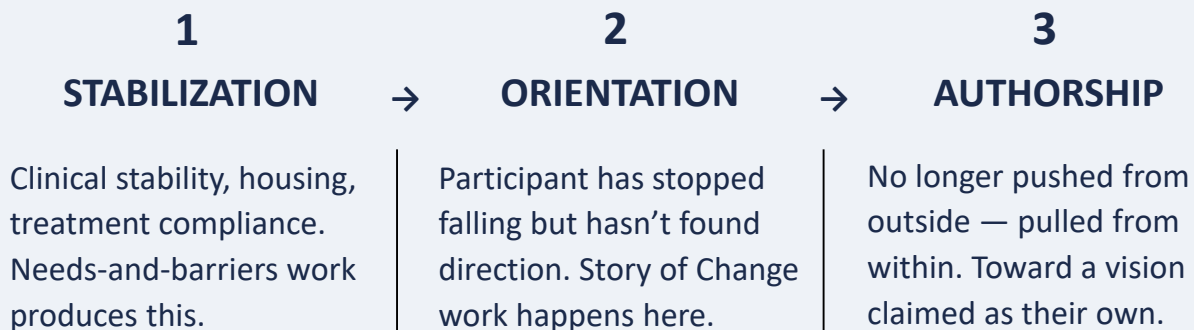 1
STABILIZATION
Clinical stability, housing,
treatment compliance.
Needs-and-barriers work
produces this.
→
2
ORIENTATION
Participant has stopped
falling but hasn’t found
direction. Story of Change
work happens here.
→
3
AUTHORSHIP
No longer pushed from
outside — pulled from
within. Toward a vision
claimed as their own.